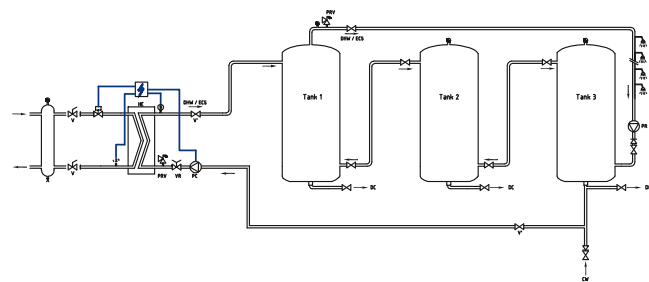 PRV
DHW / ECS
DHW / ECS
HE
Tank 1
Tank 2
Tank 3
PR
V
V
V
PRV
VR
PC
DC
DC
V
CW